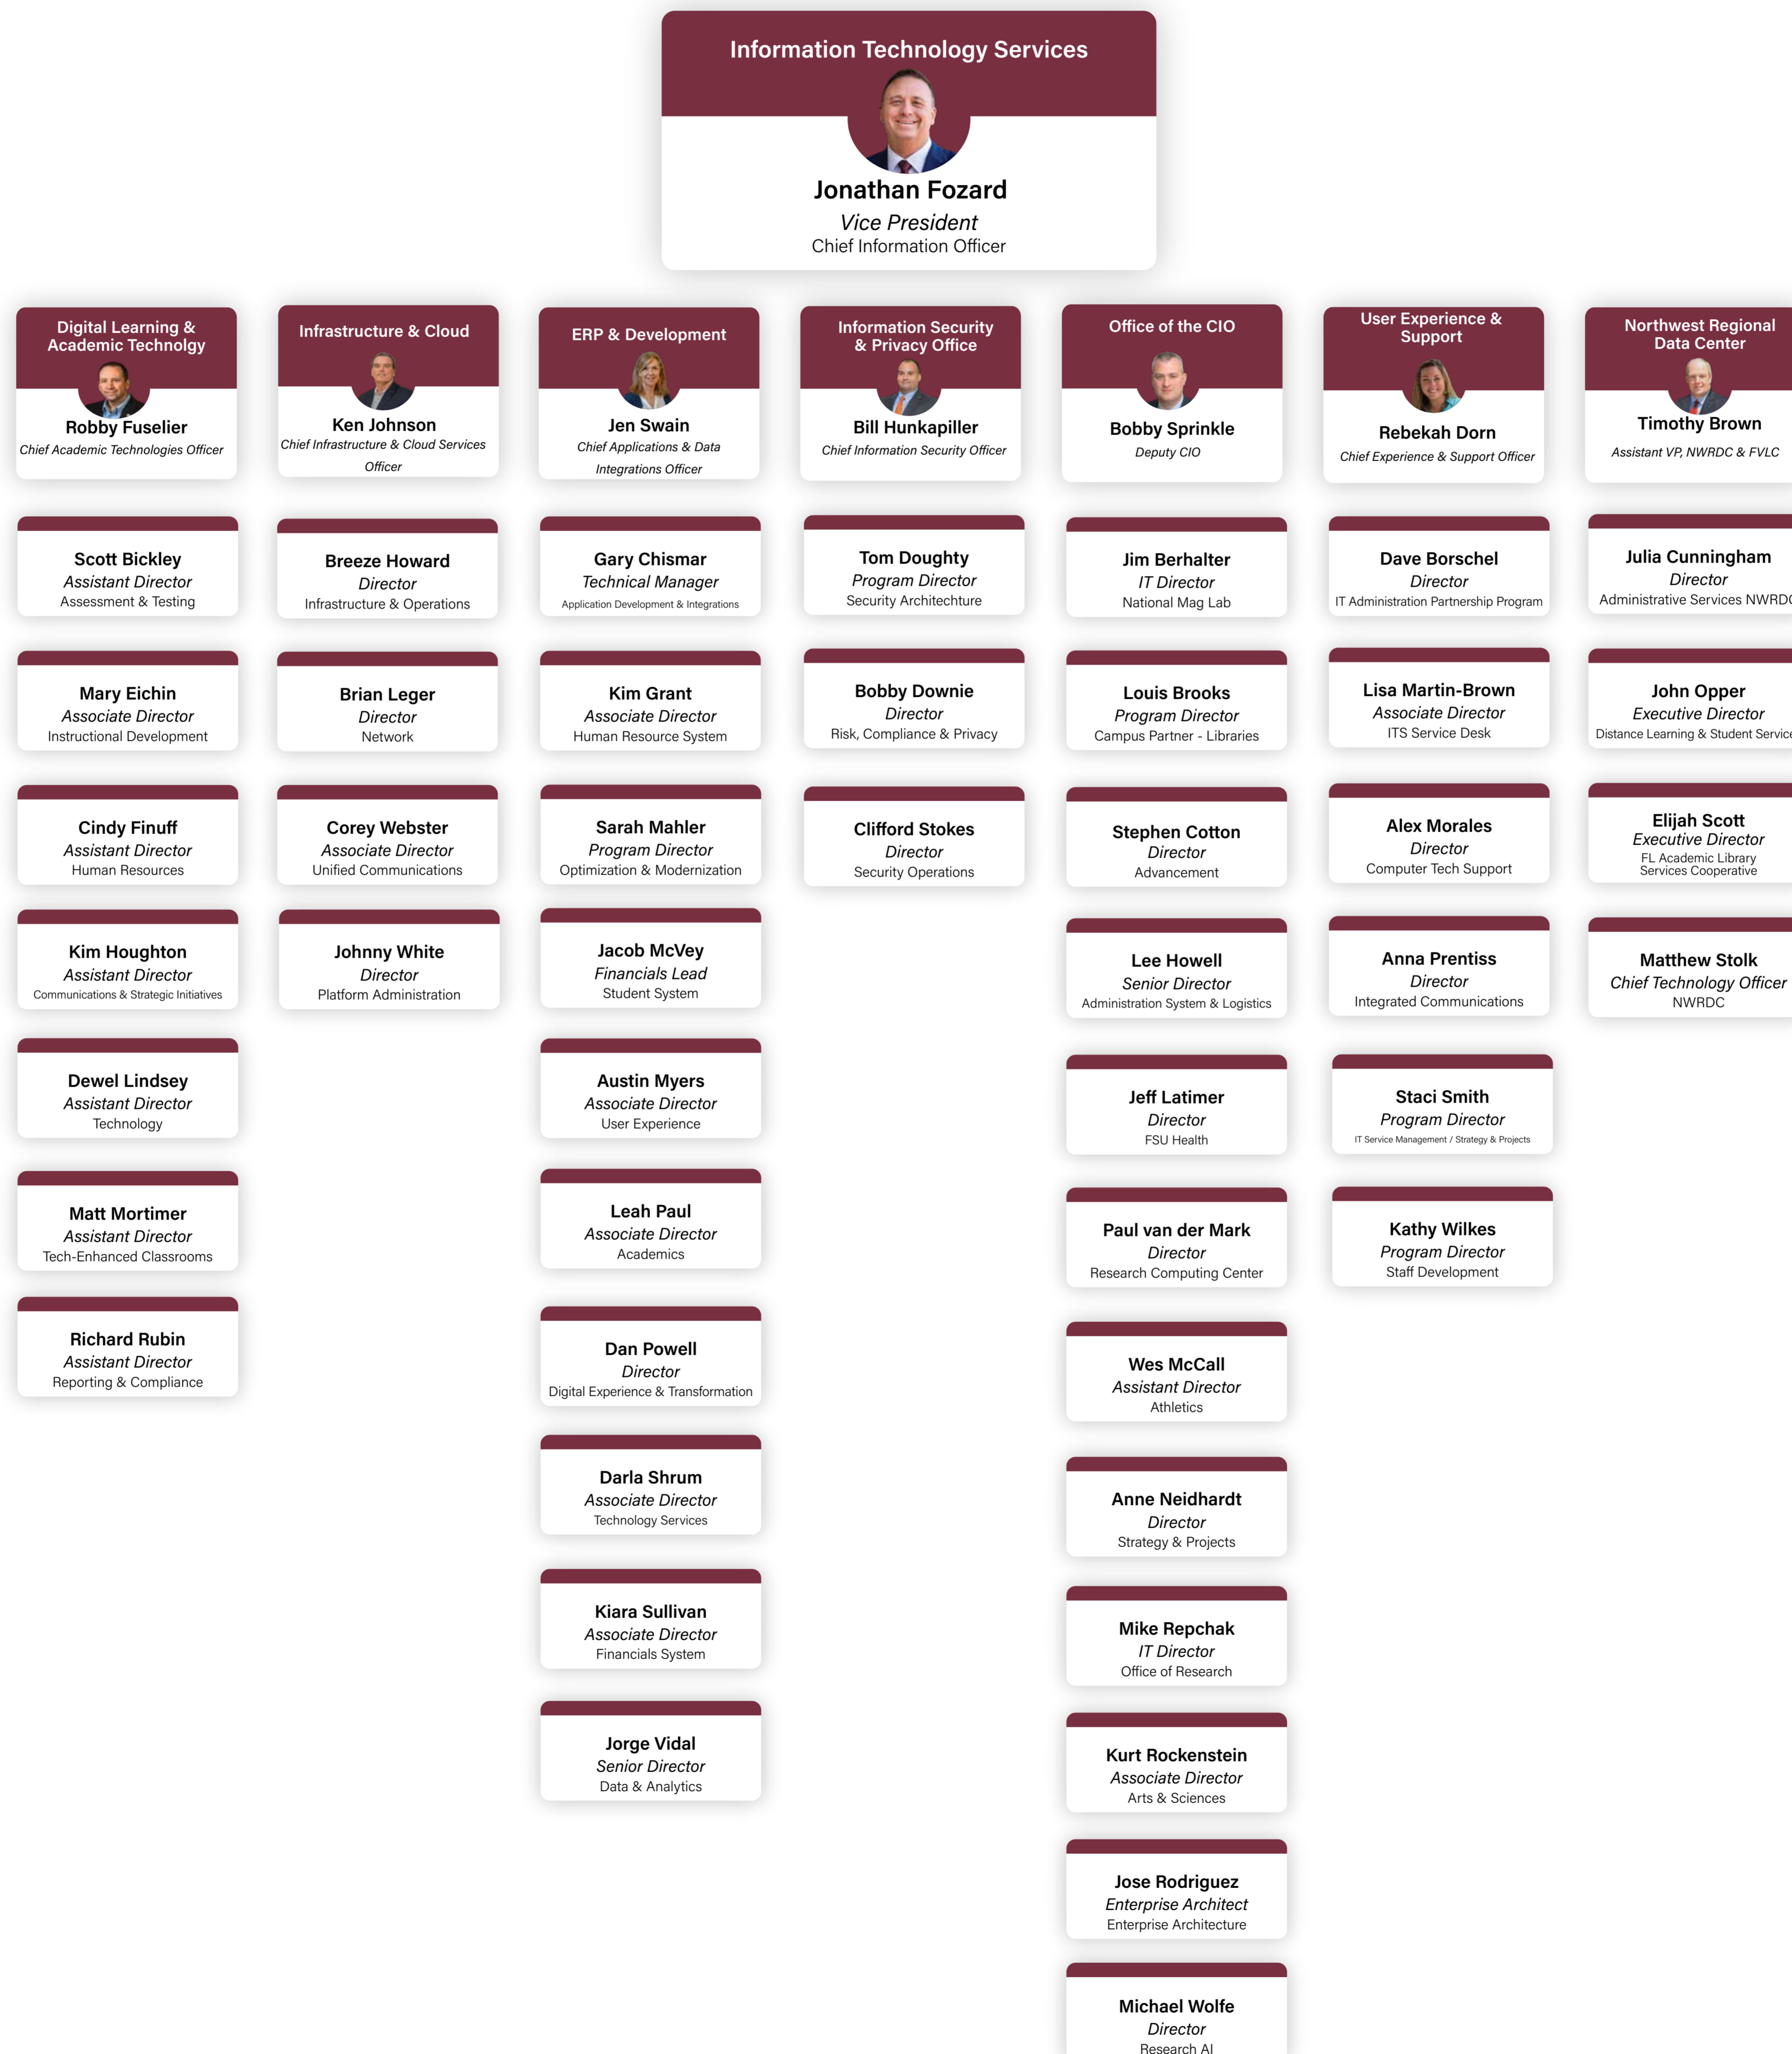 Information Technology Services
Jonathan Fozard
Vice President
Chief Information Officer
Digital Learning &
Academic Technolgy
Robby Fuselier
Chief Academic Technologies Officer
Scott Bickley
Assistant Director
Assessment & Testing
Mary Eichin
Associate Director
Instructional Development
Cindy Finuff
Assistant Director
Human Resources
Kim Houghton
Assistant Director
Communications & Strategic Initiatives
Dewel Lindsey
Assistant Director
Technology
Matt Mortimer
Assistant Director
Tech-Enhanced Classrooms
Richard Rubin
Assistant Director
Reporting & Compliance
Infrastructure & Cloud
Ken Johnson
Chief Infrastructure & Cloud Services
Officer
Breeze Howard
Director
Infrastructure & Operations
Brian Leger
Director
Network
Corey Webster
Associate Director
Unified Communications
Johnny White
Director
Platform Administration
ERP & Development
Jen Swain
Chief Applications & Data
Integrations Officer
Gary Chismar
Technical Manager
Application Development & Integrations
Kim Grant
Associate Director
Human Resource System
Sarah Mahler
Program Director
Optimization & Modernization
Jacob McVey
Financials Lead
Student System
Austin Myers
Associate Director
User Experience
Leah Paul
Associate Director
Academics
Dan Powell
Director
Digital Experience & Transformation
Darla Shrum
Associate Director
Technology Services
Kiara Sullivan
Associate Director
Financials System
Jorge Vidal
Senior Director
Data & Analytics
Information Security
& Privacy Office
Bill Hunkapiller
Chief Information Security Officer
Tom Doughty
Program Director
Security Architechture
Bobby Downie
Director
Risk, Compliance & Privacy
Clifford Stokes
Director
Security Operations
Office of the CIO
Bobby Sprinkle
Deputy CIO
Jim Berhalter
IT Director
National Mag Lab
Louis Brooks
Program Director
Campus Partner - Libraries
Stephen Cotton
Director
Advancement
Lee Howell
Senior Director
Administration System & Logistics
Jeff Latimer
Director
FSU Health
Paul van der Mark
Director
Research Computing Center
Wes McCall
Assistant Director
Athletics
Anne Neidhardt
Director
Strategy & Projects
Mike Repchak
IT Director
Office of Research
Kurt Rockenstein
Associate Director
Arts & Sciences
Jose Rodriguez
Enterprise Architect
Enterprise Architecture
Michael Wolfe
Director
Research AI
User Experience &
Support
Rebekah Dorn
Chief Experience & Support Officer
Dave Borschel
Director
IT Administration Partnership Program
Lisa Martin-Brown
Associate Director
ITS Service Desk
Alex Morales
Director
Computer Tech Support
Anna Prentiss
Director
Integrated Communications
Staci Smith
Program Director
IT Service Management / Strategy & Projects
Kathy Wilkes
Program Director
Staff Development
Northwest Regional
Data Center
Timothy Brown
Assistant VP, NWRDC & FVLC
Julia Cunningham
Director
Administrative Services NWRDC
John Opper
Executive Director
Distance Learning & Student Service
Elijah Scott
Executive Director
FL Academic Library
Services Cooperative
Matthew Stolk
Chief Technology Officer
NWRDC